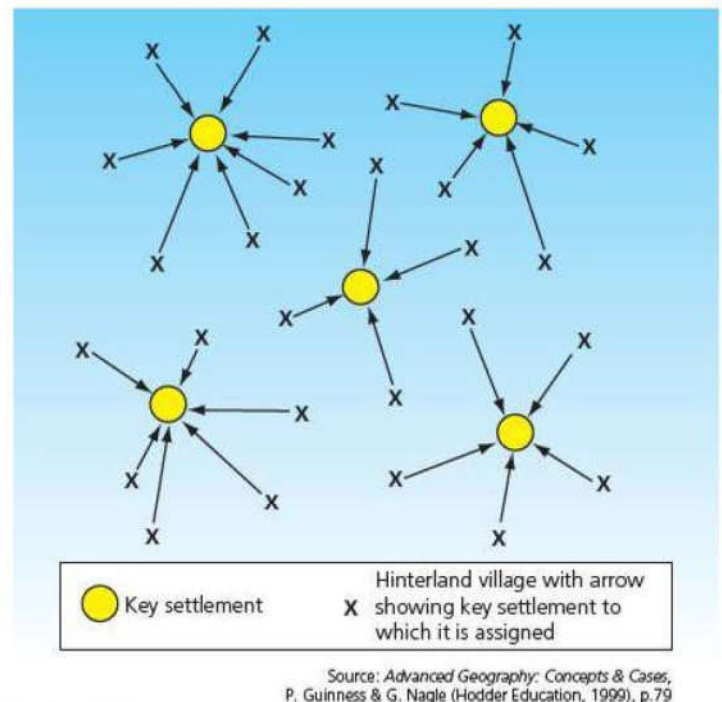 Key settlement
Hinterland village with arrow
X showing key settlement to
which it is assigned
Source: Advanced Geography: Concepts & Cases,
P. Guinness & G. Nagle (Hodder Education, 1999), p.79